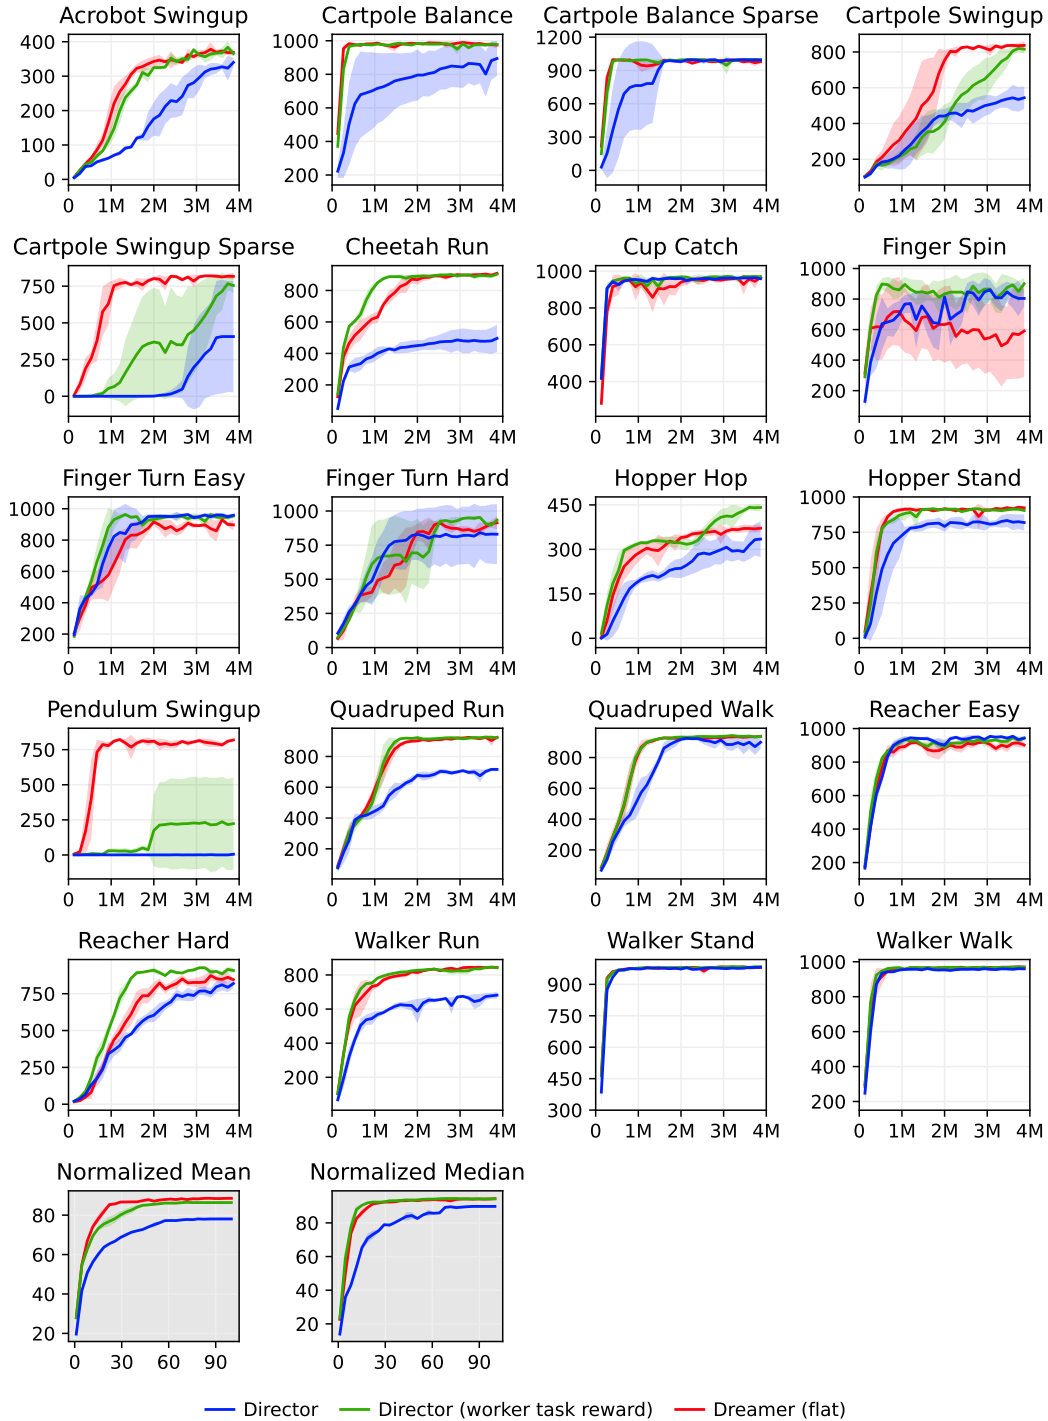 Acrobot Swingup Cartpole Balance Cartpole Balance Sparse Cartpole Swingup
400 300 200 100 0
0 1M 2M 3M 4M
1000 800 600 400 200
0 1M 2M 3M 4M
1200 900 600 300 0
0 1M 2M 3M 4M
800 600 400 200
0 1M 2M 3M 4M
Cartpole Swingup Sparse Cheetah Run Cup Catch Finger Spin
750 500 250 0
0 1M 2M 3M 4M
800 600 400 200
0 1M 2M 3M 4M
1000 800 600 400
0 1M 2M 3M 4M
1000 800 600 400 200
0 1M 2M 3M 4M
Finger Turn Easy Finger Turn Hard Hopper Hop Hopper Stand
1000 800 600 400 200
0 1M 2M 3M 4M
1000 750 500 250 0
0 1M 2M 3M 4M
450 300 150 0
0 1M 2M 3M 4M
1000 750 500 250 0
0 1M 2M 3M 4M
Pendulum Swingup Quadruped Run Quadruped Walk Reacher Easy
750 500 250 0
0 1M 2M 3M 4M
800 600 400 200
0 1M 2M 3M 4M
800 600 400 200
0 1M 2M 3M 4M
1000 800 600 400 200
0 1M 2M 3M 4M
Reacher Hard Walker Run Walker Stand Walker Walk
750 500 250 0
0 1M 2M 3M 4M
800 600 400 200
0 1M 2M 3M 4M
900 750 600 450 300
0 1M 2M 3M 4M
1000 800 600 400 200
0 1M 2M 3M 4M
Normalized Mean Normalized Median
80 60 40 20
0 30 60 90
80 60 40 20
0 30 60 90
Director Director (worker task reward) Dreamer (flat)